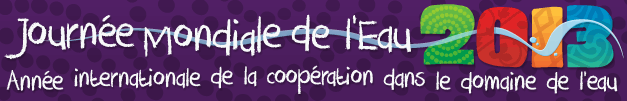 Journée Mondiale de l'Eau 2013
Année internationale de la coopération dans le domaine de l'eau